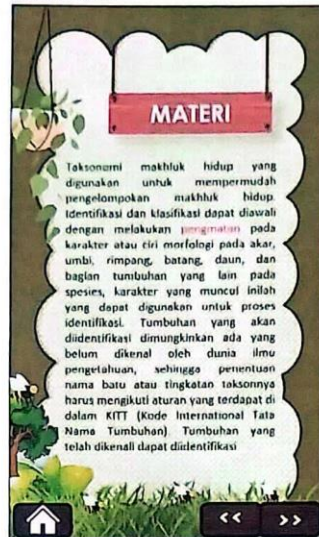 MATERI
Taksonomi makhluk hidup yang
digunakan untuk mempermudah
pengelompokan makhluk hidup.
Identifikasi dan klasifikasi dapat diawali
dengan melakukan pengmatan pada
karakter atau ciri morfologi pada akar,
umbi, rimpang, batang, daun, dan
bagian tumbuhan yang lain pada
spesies, karakter yang muncul inilah
yang dapat digunakan untuk proses
identifikasi. Tumbuhan yang akan
diidentifikasi dimungkinkan ada yang
belum dikenal oleh dunia ilmu
pengetahuan, sehingga penentuan
nama batu atau tingkatan taksonnya
harus mengikuti aturan yang terdapat di
dalam KITT (Kode International Tata
Nama Tumbuhan). Tumbuhan yang
telah dikenali dapat diidentifikasi
<< >>